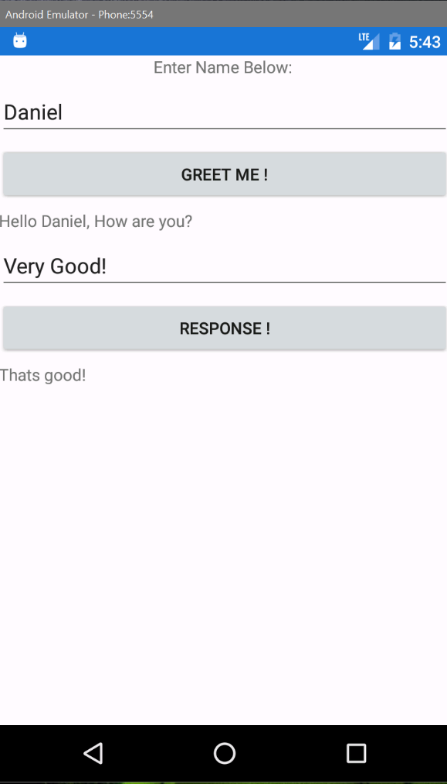 Android Emulator - Phone:5554
LTE 5:43
Enter Name Below:
Daniel
GREET ME !
Hello Daniel, How are you?
Very Good!
RESPONSE !
Thats good!